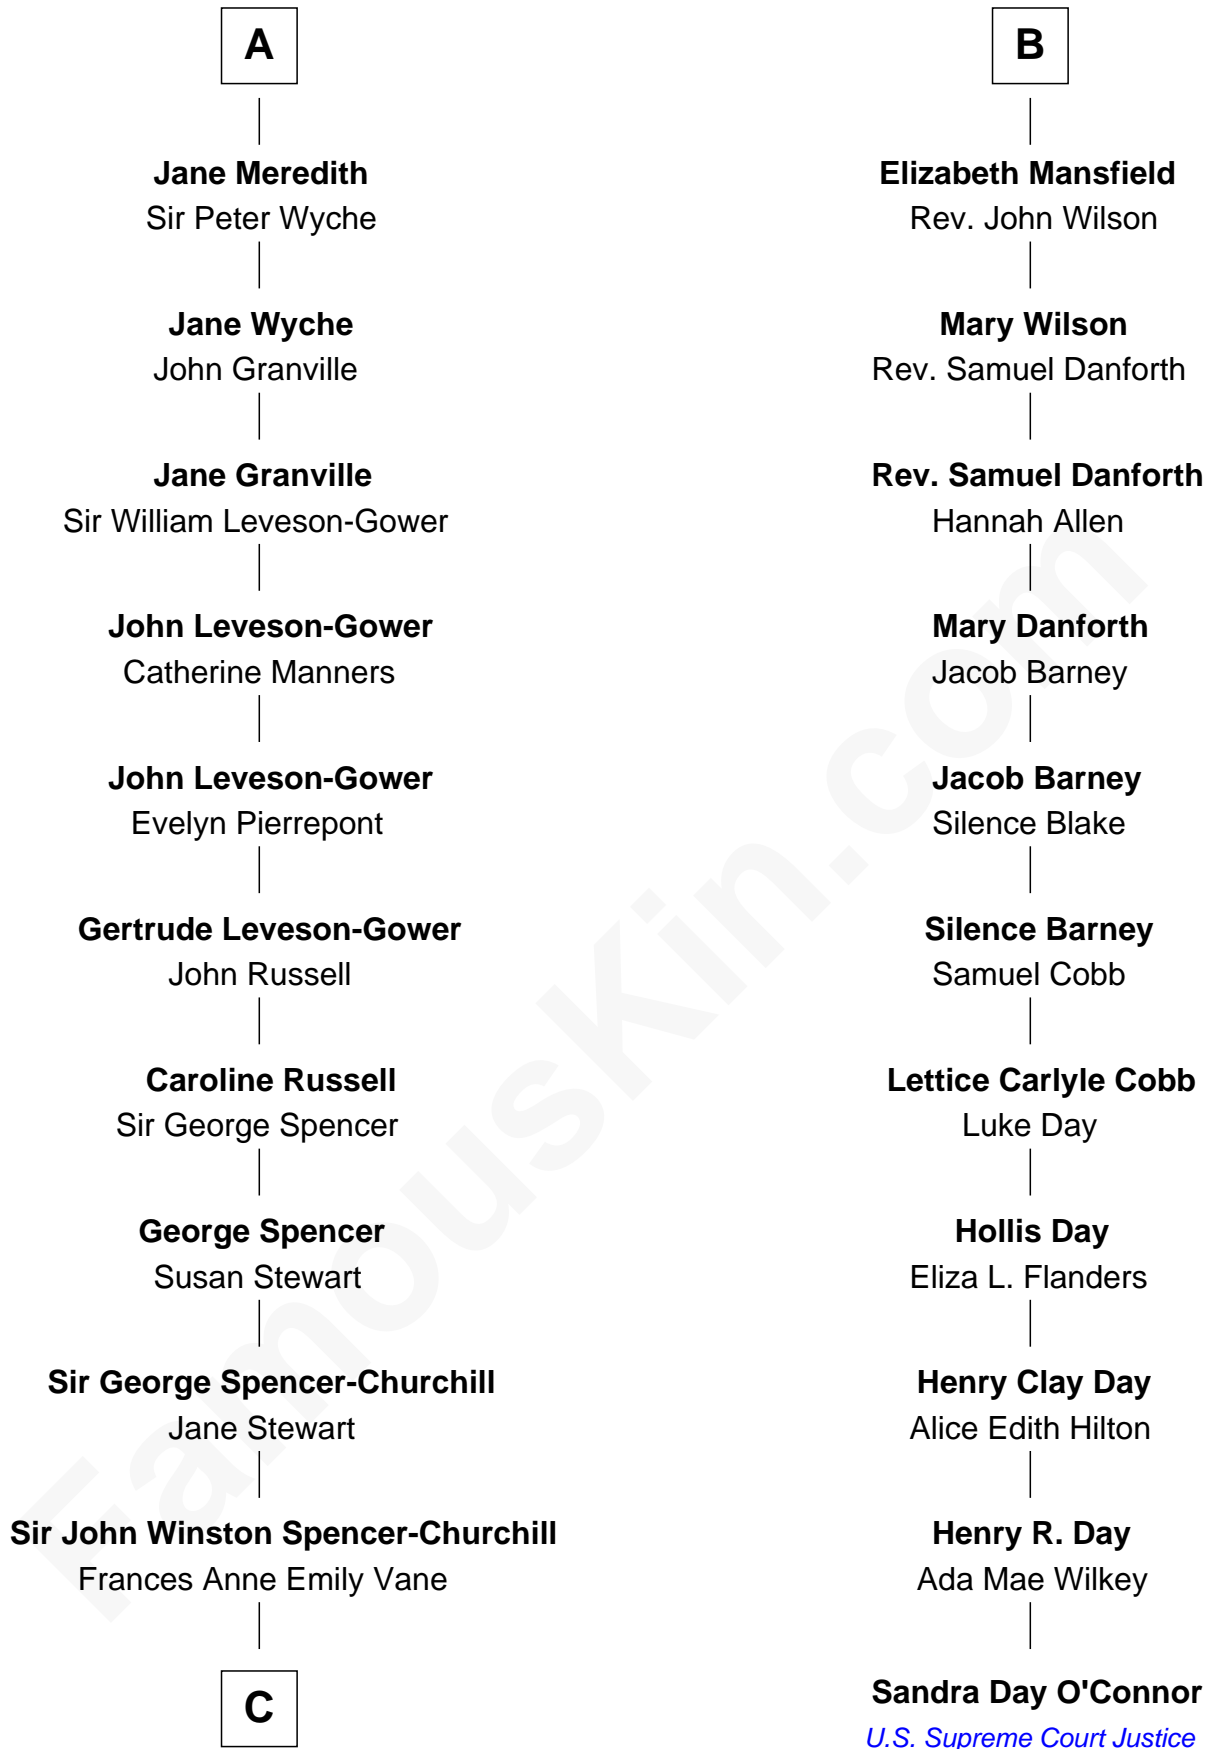 A
Jane Meredith
Sir Peter Wyche
Jane Wyche
John Granville
Jane Granville
Sir William Leveson-Gower
John Leveson-Gower
Catherine Manners
John Leveson-Gower
Evelyn Pierrepont
Gertrude Leveson-Gower
John Russell
Caroline Russell
Sir George Spencer
George Spencer
Susan Stewart
Sir George Spencer-Churchill
Jane Stewart
Sir John Winston Spencer-Churchill
Frances Anne Emily Vane
C
B
Elizabeth Mansfield
Rev. John Wilson
Mary Wilson
Rev. Samuel Danforth
Rev. Samuel Danforth
Hannah Allen
Mary Danforth
Jacob Barney
Jacob Barney
Silence Blake
Silence Barney
Samuel Cobb
Lettice Carlyle Cobb
Luke Day
Hollis Day
Eliza L. Flanders
Henry Clay Day
Alice Edith Hilton
Henry R. Day
Ada Mae Wilkey
Sandra Day O'Connor
U.S. Supreme Court Justice
FamousKin.com